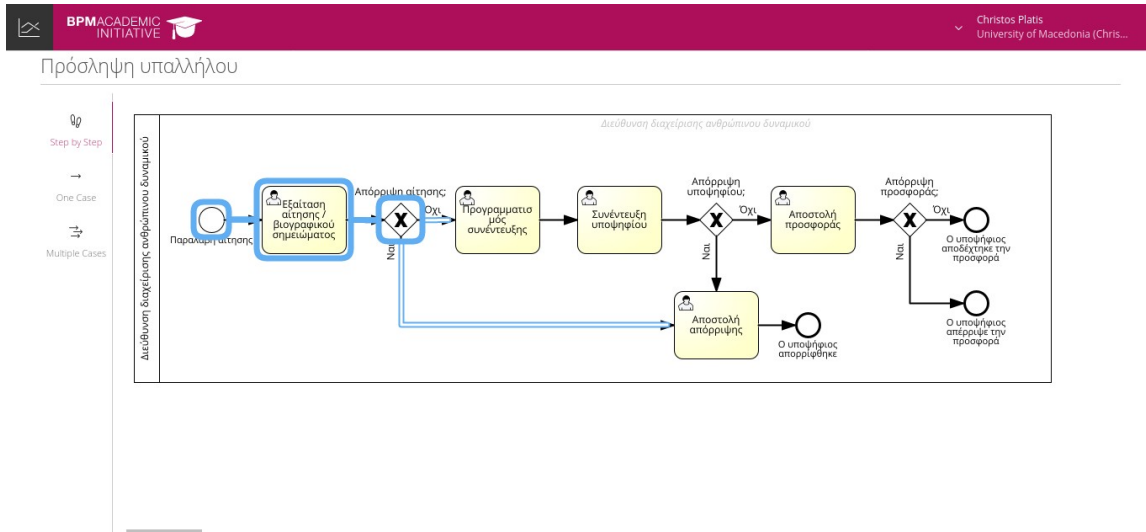 BPMACADEMIC
INITIATIVE
Christos Platis
University of Macedonia (Chris...
Πρόσληψη υπαλλήλου
Step by Step
One Case
Multiple Cases
Διεύθυνση διαχείρισης ανθρώπινου δυναμικού
Διεύθυνση διαχείρισης ανθρώπινου δυναμικού
Παραλαβή αίτησης
Εξαίταση
αίτησης /
βιογραφικού
σημειώματος
Απόρριψη αίτησης;
X
Όχι
Ναι
Προγραμματισ
μός
συνέντευξης
Συνέντευξη
υποψηφίου
Απόρριψη
υποψηφίου;
X
Όχι
Ναι
Αποστολή
προσφοράς
Απόρριψη
προσφοράς;
X
Όχι
Ναι
Ο υποψήφιος
αποδέχτηκε την
προσφορά
Αποστολή
απόρριψης
Ο υποψήφιος
απορρίφθηκε
Ο υποψήφιος
απέρριψε την
προσφορά